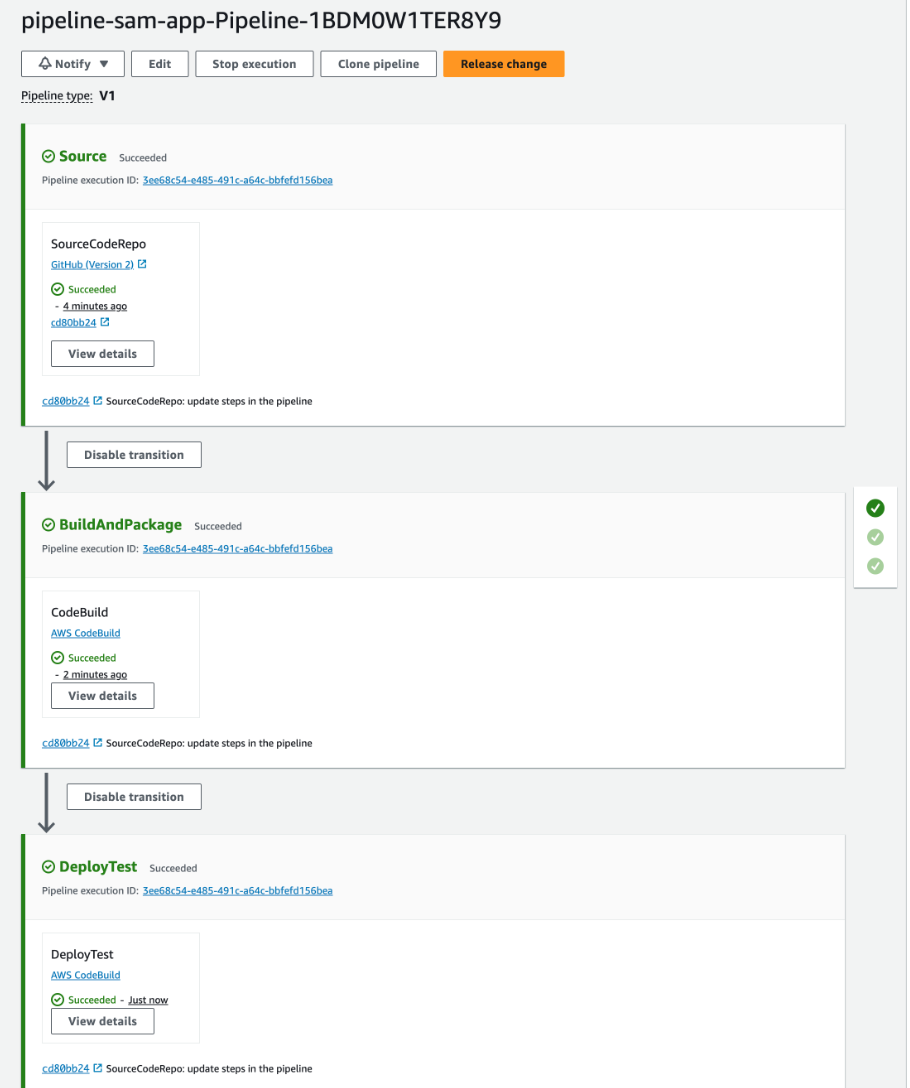 pipeline-sam-app-Pipeline-1BDM0W1TER8Y9
Notify ▼ Edit Stop execution Clone pipeline Release change
Pipeline type: V1
Source Succeeded
Pipeline execution ID: 3ee68c54-e485-491c-a64c-bbfefd156bea
SourceCodeRepo
GitHub (Version 2)
Succeeded
- 4 minutes ago
cd80bb24
View details
cd80bb24 SourceCodeRepo: update steps in the pipeline
Disable transition
BuildAndPackage Succeeded
Pipeline execution ID: 3ee68c54-e485-491c-a64c-bbfefd156bea
CodeBuild
AWS CodeBuild
Succeeded
- 2 minutes ago
View details
cd80bb24 SourceCodeRepo: update steps in the pipeline
Disable transition
DeployTest Succeeded
Pipeline execution ID: 3ee68c54-e485-491c-a64c-bbfefd156bea
DeployTest
AWS CodeBuild
Succeeded - Just now
View details
cd80bb24 SourceCodeRepo: update steps in the pipeline